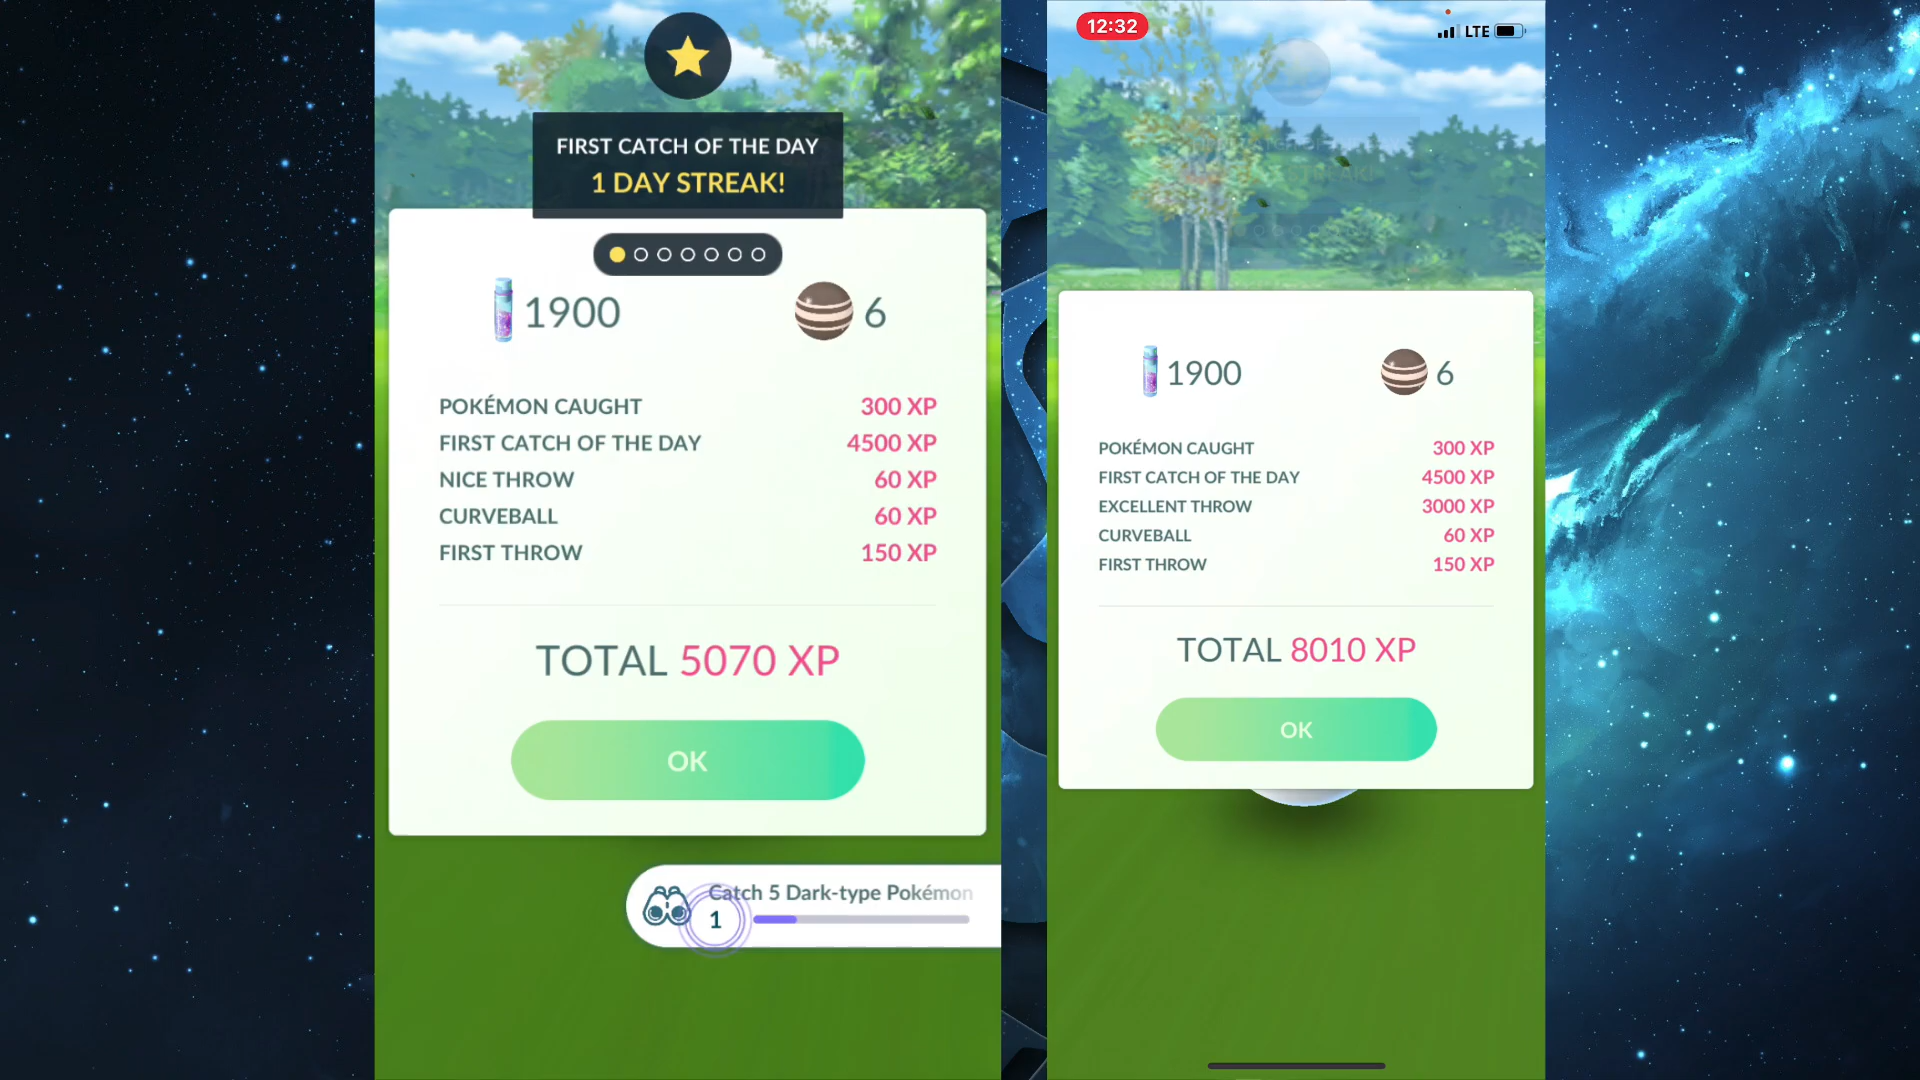 FIRST CATCH OF THE DAY
1 DAY STREAK!
1900
6
POKÉMON CAUGHT 300 XP
FIRST CATCH OF THE DAY 4500 XP
NICE THROW 60 XP
CURVEBALL 60 XP
FIRST THROW 150 XP
TOTAL 5070 XP
OK
Catch 5 Dark-type Pokémon
1
12:32
LTE
1900
6
POKÉMON CAUGHT 300 XP
FIRST CATCH OF THE DAY 4500 XP
EXCELLENT THROW 3000 XP
CURVEBALL 60 XP
FIRST THROW 150 XP
TOTAL 8010 XP
OK